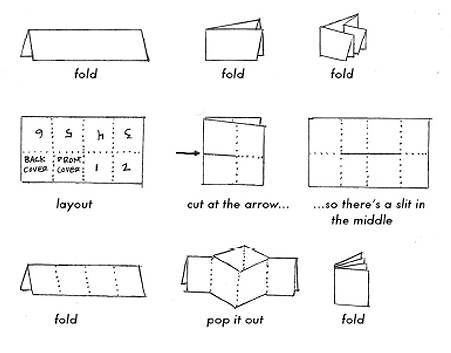 fold
fold
fold
6 5 4 3
BACK COVER
FRONT COVER
1 2
layout
cut at the arrow...
...so there's a slit in
the middle
fold
pop it out
fold